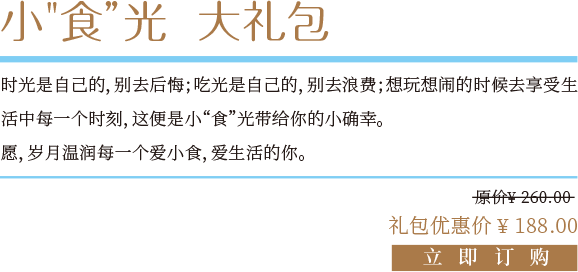 小"食”光 大礼包
时光是自己的, 别去后悔; 吃光是自己的, 别去浪费; 想玩想闹的时候去享受生
活中每一个时刻, 这便是小“食”光带给你的小确幸。
愿, 岁月温润每一个爱小食, 爱生活的你。
原价¥ 260.00
礼包优惠价 ¥ 188.00
立即订购